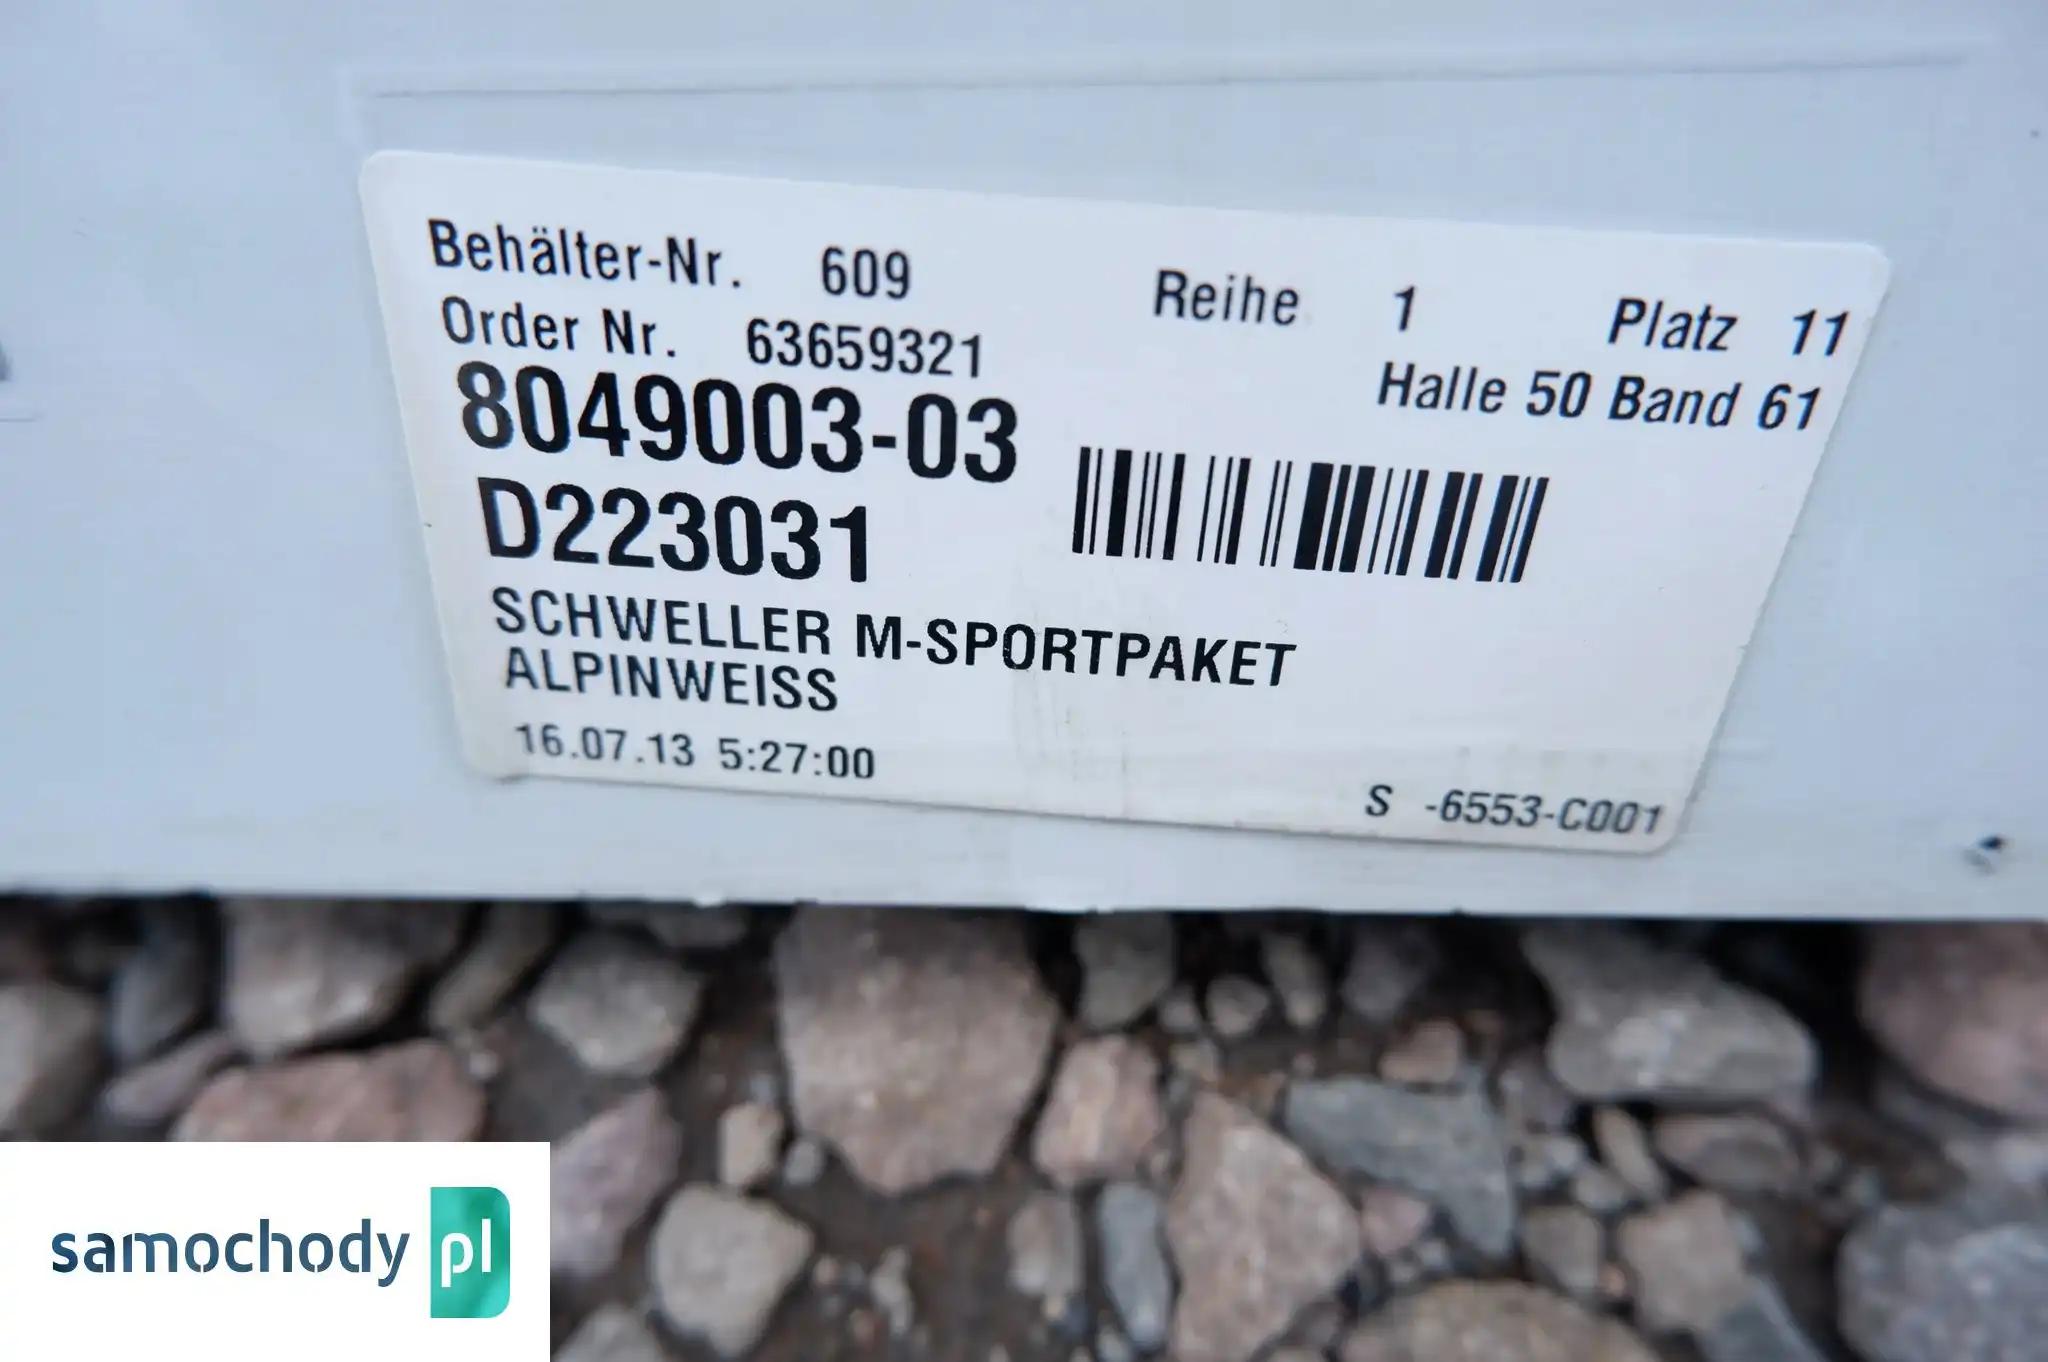 Behälter-Nr. 609 Reihe 1 Platz 11
Order Nr. 63659321 Halle 50 Band 61
8049003-03
D223031
SCHWELLER M-SPORTPAKET
ALPINWEISS
16.07.13 5:27:00
S -6553-C001
samochody pl